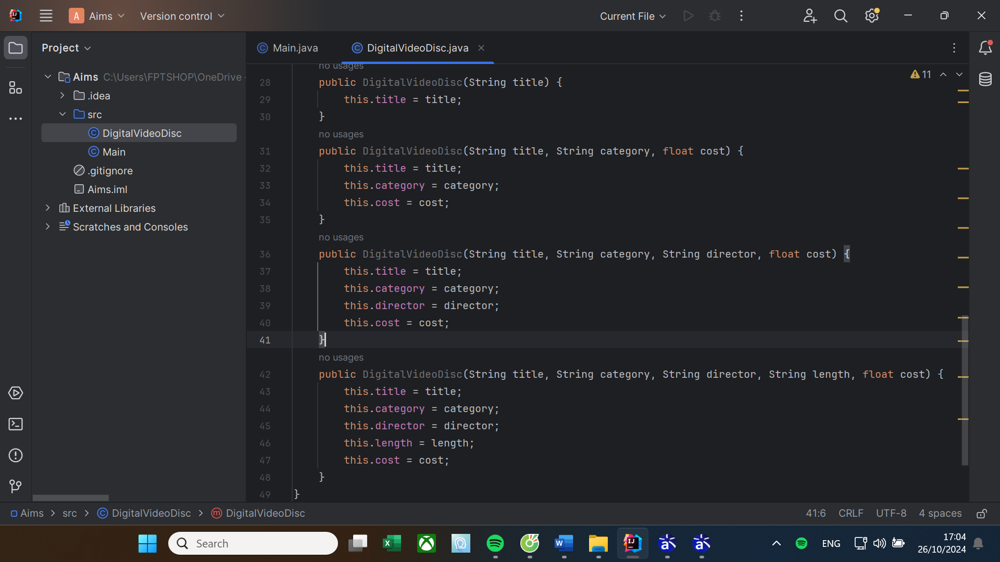 Aims
Version control
Current File
Project
Main.java
DigitalVideoDisc.java
Aims C:\Users\FPTSHOP\OneDrive
.idea
src
DigitalVideoDisc
Main
.gitignore
Aims.iml
External Libraries
Scratches and Consoles
11
no usages
28 public DigitalVideoDisc(String title) {
29 this.title = title;
30 }
no usages
31 public DigitalVideoDisc(String title, String category, float cost) {
32 this.title = title;
33 this.category = category;
34 this.cost = cost;
35 }
no usages
36 public DigitalVideoDisc(String title, String category, String director, float cost) {
37 this.title = title;
38 this.category = category;
39 this.director = director;
40 this.cost = cost;
41 }
no usages
42 public DigitalVideoDisc(String title, String category, String director, String length, float cost) {
43 this.title = title;
44 this.category = category;
45 this.director = director;
46 this.length = length;
47 this.cost = cost;
48 }
49 }
Aims > src > DigitalVideoDisc > DigitalVideoDisc
41:6 CRLF UTF-8 4 spaces
Search
ENG
17:04
26/10/2024